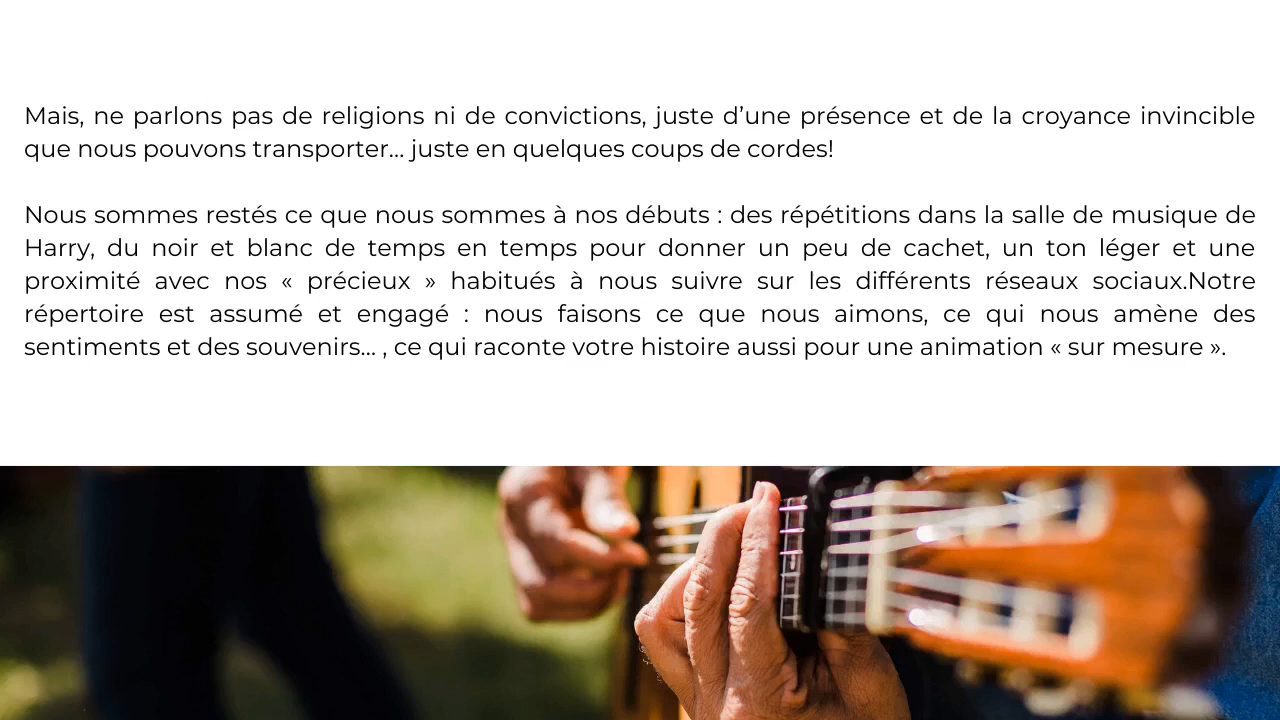 Mais, ne parlons pas de religions ni de convictions, juste d’une présence et de la croyance invincible
que nous pouvons transporter... juste en quelques coups de cordes!
Nous sommes restés ce que nous sommes à nos débuts : des répétitions dans la salle de musique de
Harry, du noir et blanc de temps en temps pour donner un peu de cachet, un ton léger et une
proximité avec nos « précieux » habitués à nous suivre sur les différents réseaux sociaux.Notre
répertoire est assumé et engagé : nous faisons ce que nous aimons, ce qui nous amène des
sentiments et des souvenirs... , ce qui raconte votre histoire aussi pour une animation « sur mesure ».